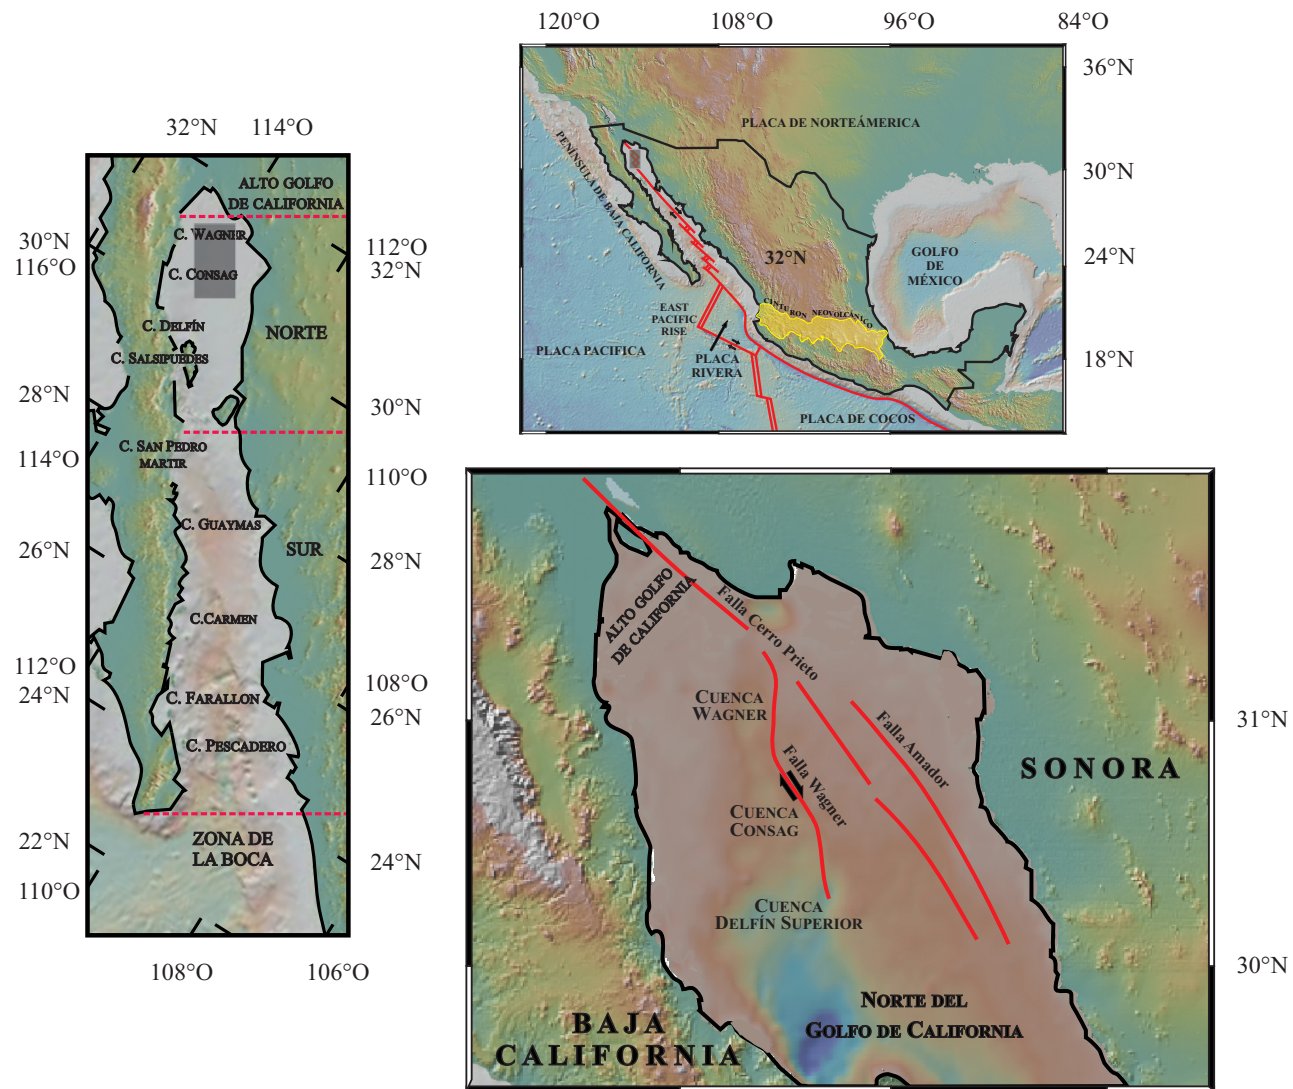 32°N
114°O
ALTO GOLFO
DE CALIFORNIA
C. WAGNER
30°N
116°O
112°O
32°N
C. CONSAG
C. DELFÍN
NORTE
C. SALSIPUEDES
28°N
30°N
C. SAN PEDRO
MARTIR
114°O
110°O
C. GUAYMAS
26°N
SUR
28°N
C.CARMEN
112°O
24°N
108°O
26°N
C. FARALLON
C. PESCADERO
22°N
ZONA DE
LA BOCA
24°N
110°O
108°O
106°O
120°O
108°O
96°O
84°O
36°N
PLACA DE NORTEÁMERICA
PENÍNSULA DE BAJA CALIFORNIA
30°N
32°N
GOLFO
DE
MÉXICO
24°N
CINTURON NEOVOLCÁNICO
EAST
PACIFIC
RISE
PLACA PACIFICA
PLACA
RIVERA
18°N
PLACA DE COCOS
ALTO GOLFO
DE CALIFORNIA
Falla Cerro Prieto
CUENCA
WAGNER
Falla Amador
31°N
SONORA
Falla Wagner
CUENCA
CONSAG
CUENCA
DELFÍN SUPERIOR
30°N
NORTE DEL
GOLFO DE CALIFORNIA
BAJA
CALIFORNIA